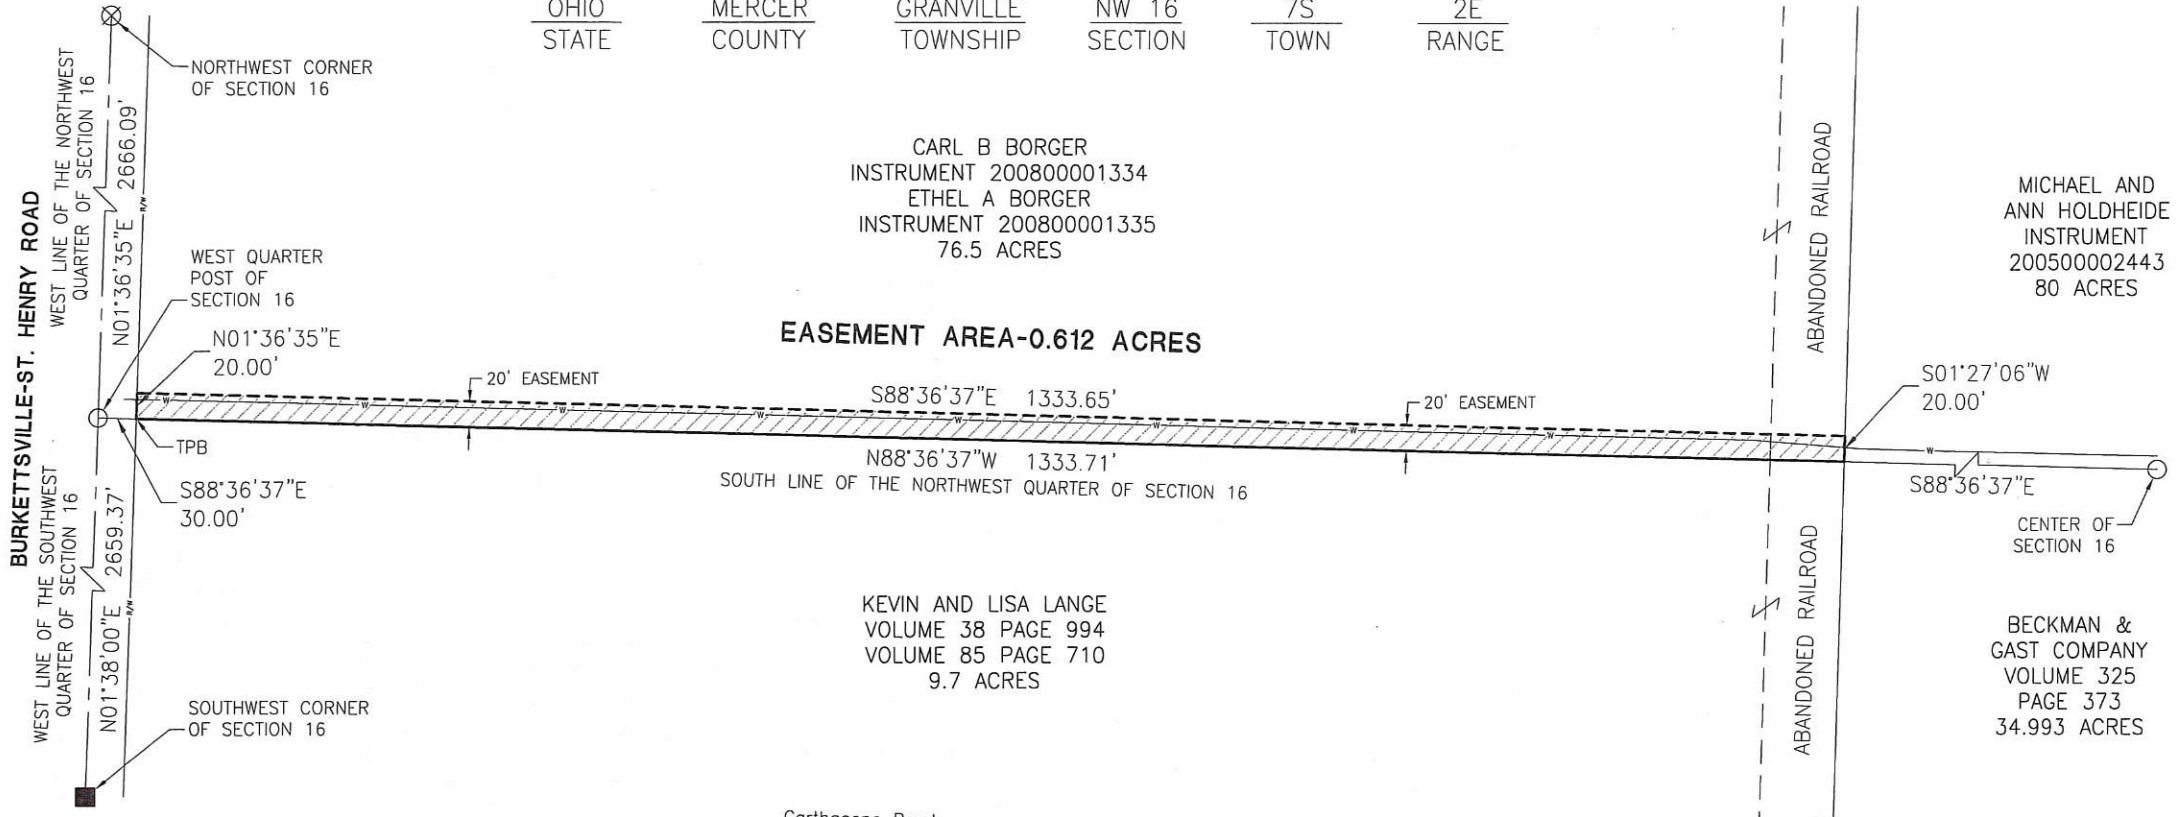 OHIO MERCER GRANVILLE NW 16 7S 2E
STATE COUNTY TOWNSHIP SECTION TOWN RANGE
NORTHWEST CORNER
OF SECTION 16
WEST LINE OF THE NORTHWEST
QUARTER OF SECTION 16
N01°36'35"E 2666.09'
R/W
BURKETTSVILLE-ST. HENRY ROAD
WEST QUARTER
POST OF
SECTION 16
N01°36'35"E
20.00'
CARL B BORGER
INSTRUMENT 200800001334
ETHEL A BORGER
INSTRUMENT 200800001335
76.5 ACRES
ABANDONED RAILROAD
MICHAEL AND
ANN HOLDHEIDE
INSTRUMENT
200500002443
80 ACRES
EASEMENT AREA-0.612 ACRES
20' EASEMENT
S88°36'37"E 1333.65'
20' EASEMENT
S01°27'06"W
20.00'
W W W W W W W W W
TPB
S88°36'37"E
30.00'
N88°36'37"W 1333.71'
SOUTH LINE OF THE NORTHWEST QUARTER OF SECTION 16
S88°36'37"E
CENTER OF
SECTION 16
WEST LINE OF THE SOUTHWEST
QUARTER OF SECTION 16
N01°38'00"E 2659.37'
R/W
SOUTHWEST CORNER
OF SECTION 16
KEVIN AND LISA LANGE
VOLUME 38 PAGE 994
VOLUME 85 PAGE 710
9.7 ACRES
ABANDONED RAILROAD
BECKMAN &
GAST COMPANY
VOLUME 325
PAGE 373
34.993 ACRES